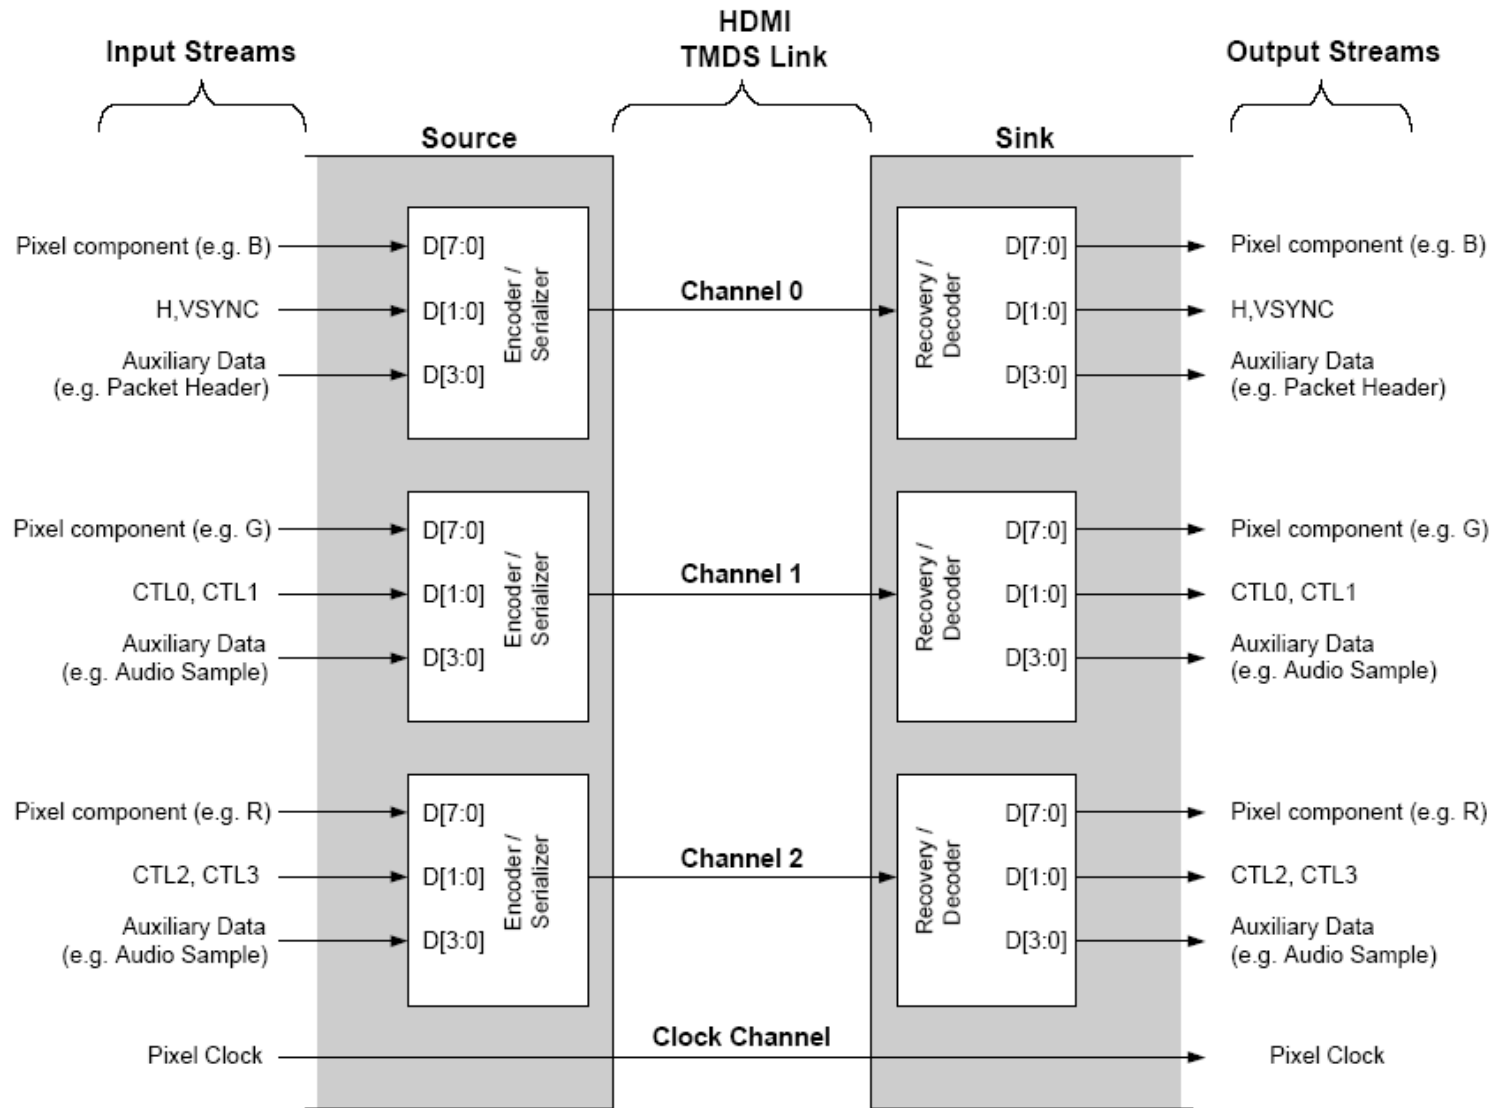 HDMI
TMDS Link
Input Streams
Output Streams
Source
Sink
Pixel component (e.g. B)
D[7:0]
H,VSYNC
D[1:0]
Auxiliary Data
(e.g. Packet Header)
D[3:0]
Encoder /
Serializer
Channel 0
Recovery /
Decoder
D[7:0]
D[1:0]
D[3:0]
Pixel component (e.g. B)
H,VSYNC
Auxiliary Data
(e.g. Packet Header)
Pixel component (e.g. G)
D[7:0]
CTL0, CTL1
D[1:0]
Auxiliary Data
(e.g. Audio Sample)
D[3:0]
Encoder /
Serializer
Channel 1
Recovery /
Decoder
D[7:0]
D[1:0]
D[3:0]
Pixel component (e.g. G)
CTL0, CTL1
Auxiliary Data
(e.g. Audio Sample)
Pixel component (e.g. R)
D[7:0]
CTL2, CTL3
D[1:0]
Auxiliary Data
(e.g. Audio Sample)
D[3:0]
Encoder /
Serializer
Channel 2
Recovery /
Decoder
D[7:0]
D[1:0]
D[3:0]
Pixel component (e.g. R)
CTL2, CTL3
Auxiliary Data
(e.g. Audio Sample)
Pixel Clock
Clock Channel
Pixel Clock